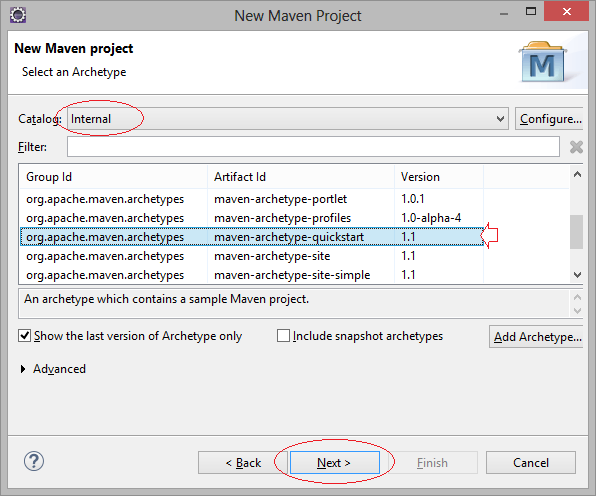 New Maven Project
New Maven project
Select an Archetype
M
Catalog: Internal Configure...
Filter:
Group Id Artifact Id Version
org.apache.maven.archetypes maven-archetype-portlet 1.0.1
org.apache.maven.archetypes maven-archetype-profiles 1.0-alpha-4
org.apache.maven.archetypes maven-archetype-quickstart 1.1
org.apache.maven.archetypes maven-archetype-site 1.1
org.apache.maven.archetypes maven-archetype-site-simple 1.1
An archetype which contains a sample Maven project.
Show the last version of Archetype only Include snapshot archetypes Add Archetype...
Advanced
? < Back Next > Finish Cancel